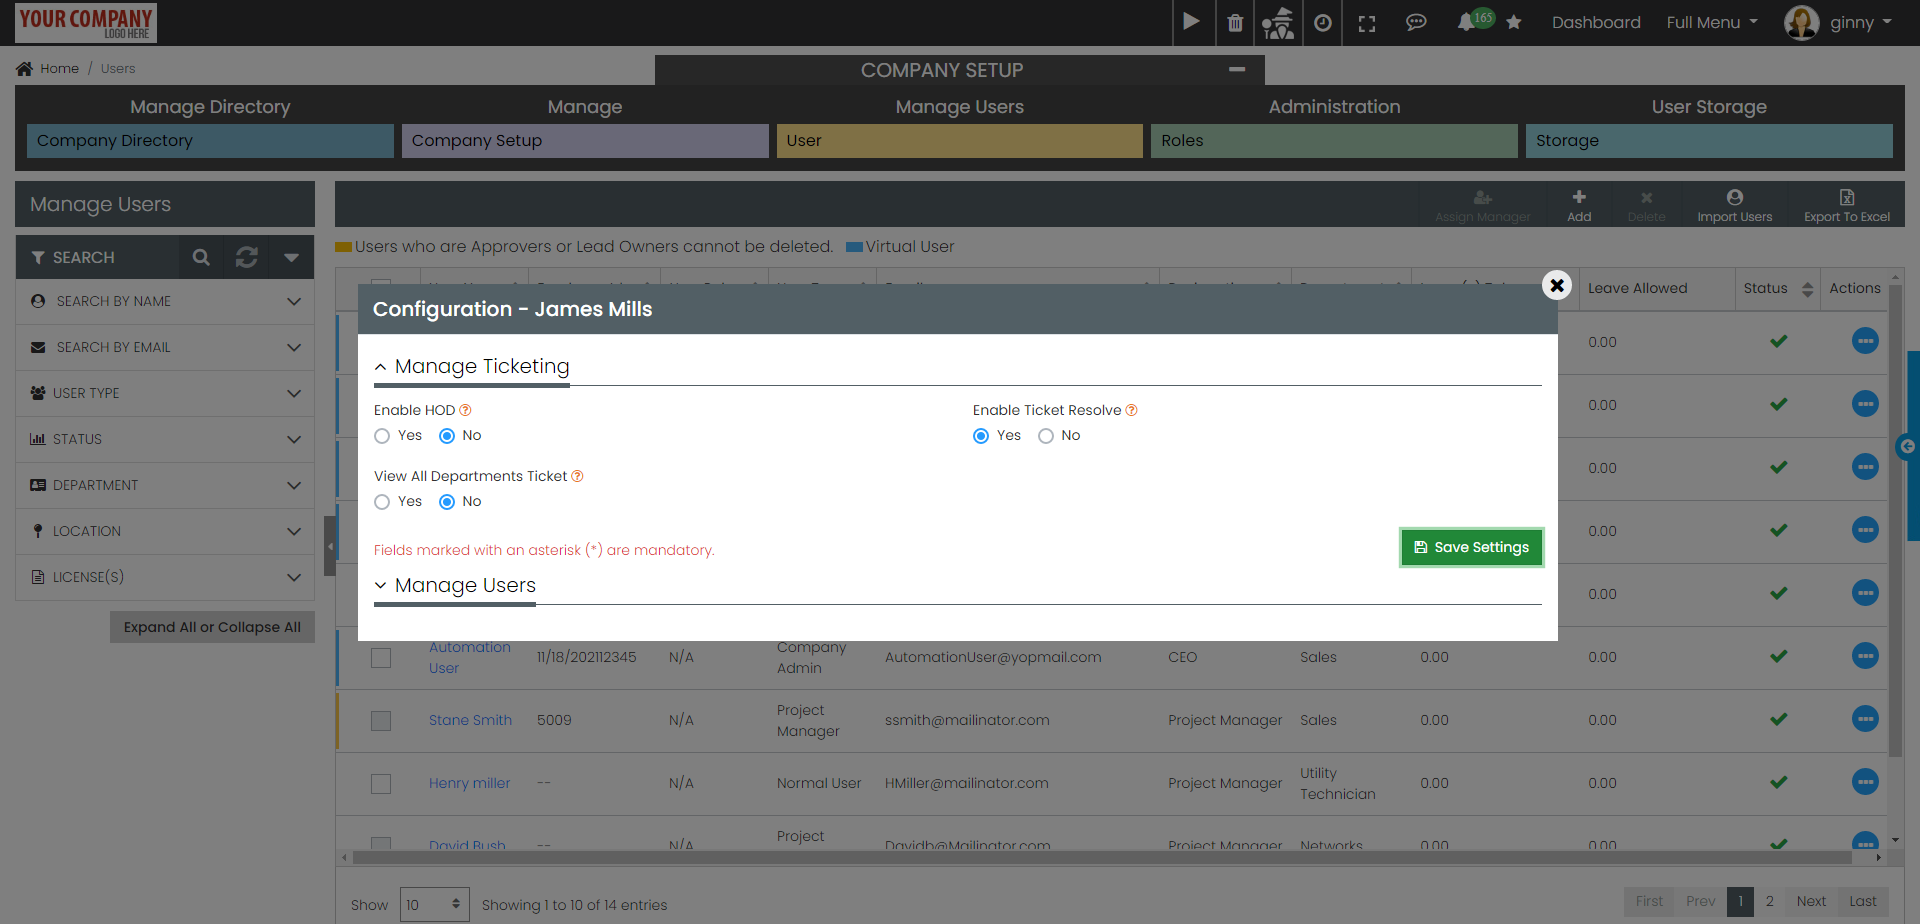 YOUR COMPANY
LOGO HERE
165
Dashboard
Full Menu
ginny
Home / Users
COMPANY SETUP
Manage Directory
Manage
Manage Users
Administration
User Storage
Company Directory
Company Setup
User
Roles
Storage
Manage Users
Assign Manager
Add
Delete
Import Users
Export To Excel
SEARCH
Users who are Approvers or Lead Owners cannot be deleted.
Virtual User
SEARCH BY NAME
SEARCH BY EMAIL
USER TYPE
STATUS
DEPARTMENT
LOCATION
LICENSE(S)
Expand All or Collapse All
Leave Allowed
Status
Actions
Configuration - James Mills
Manage Ticketing
Enable HOD
Yes No
Enable Ticket Resolve
Yes No
View All Departments Ticket
Yes No
Fields marked with an asterisk (*) are mandatory.
Save Settings
Manage Users
0.00
0.00
0.00
0.00
0.00
Automation User 11/18/202112345 N/A Company Admin AutomationUser@yopmail.com CEO Sales 0.00 0.00
Stane Smith 5009 N/A Project Manager ssmith@mailinator.com Project Manager Sales 0.00 0.00
Henry miller -- N/A Normal User HMiller@mailinator.com Project Manager Utility Technician 0.00 0.00
David Bush -- N/A Project Davidb@Mailinator.com Project Manager Networks 0.00 0.00
Show 10 Showing 1 to 10 of 14 entries
First Prev 1 2 Next Last